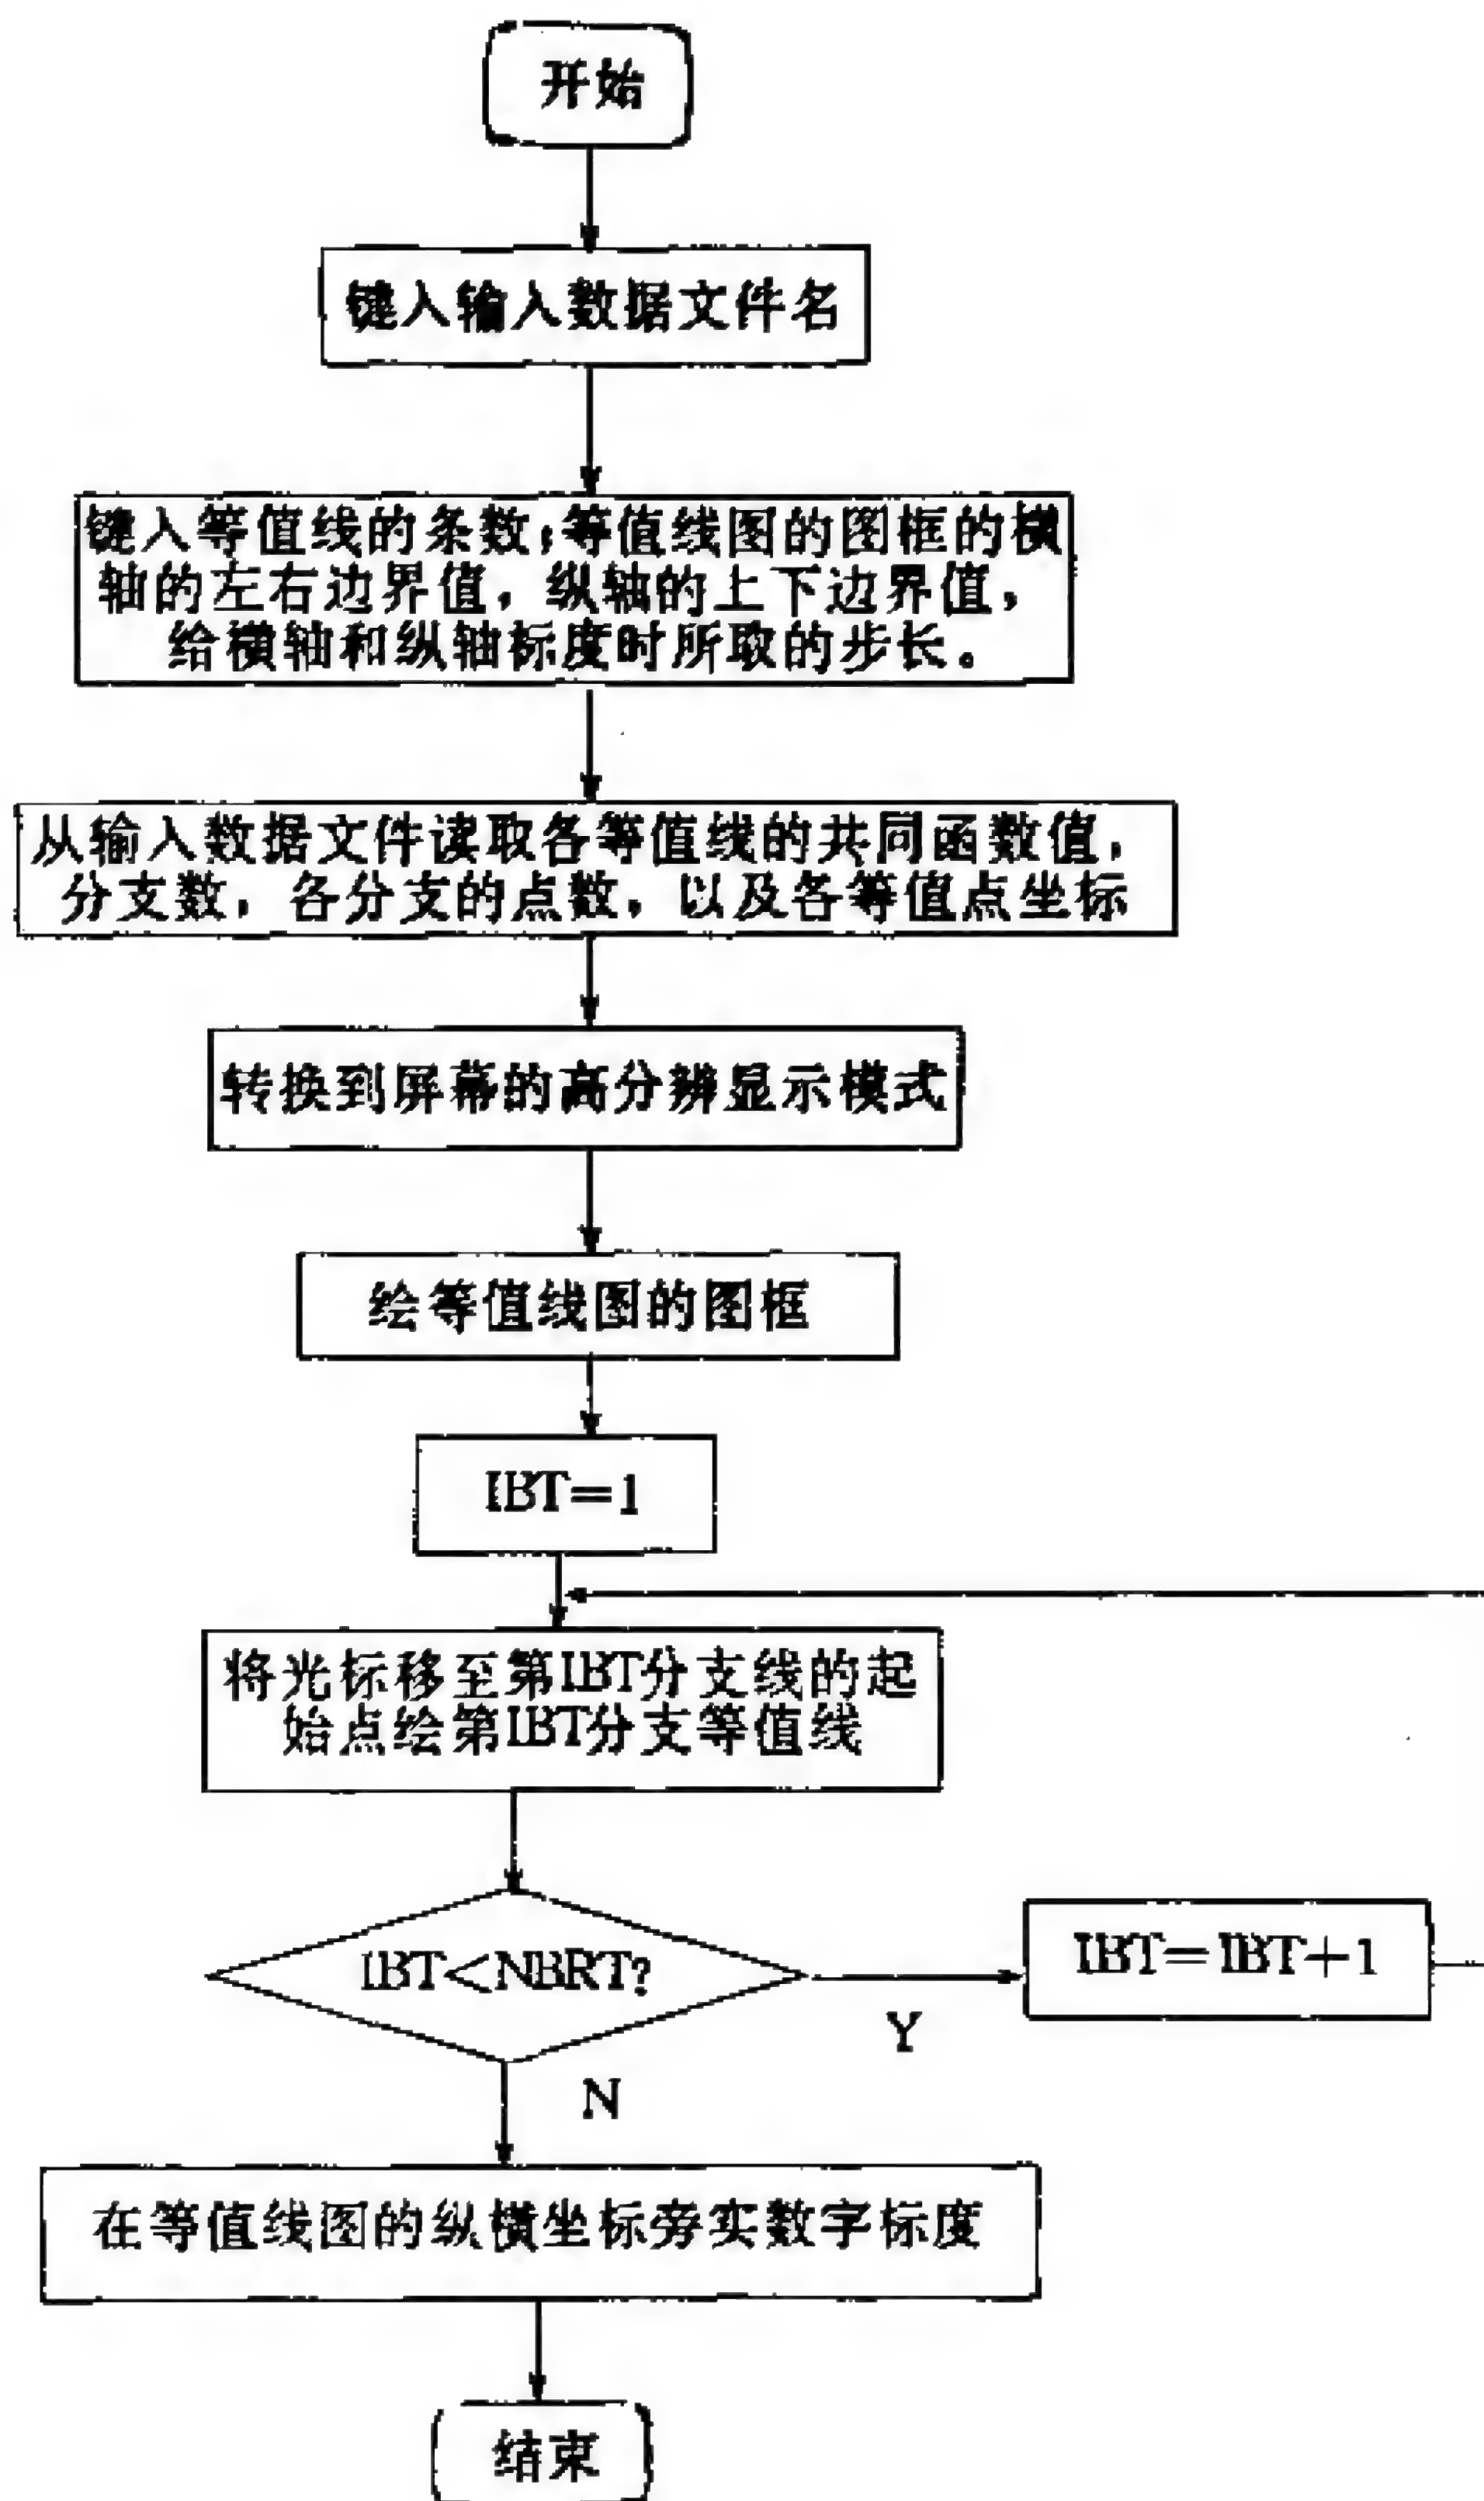 开始
键入输入数据文件名
键入等值线的条数;等值线图的图框的横
轴的左右边界值，纵轴的上下边界值，
给横轴和纵轴标度时所取的步长。
从输入数据文件读取各等值线的共同函数值，
分支数，各分支的点数，以及各等值点坐标
转换到屏幕的高分辨显示模式
绘等值线图的图框
IBT=1
将光标移至第IBT分支线的起
始点绘第IBT分支等值线
IBT<NBRT?
IBT=IBT+1
Y
N
在等值线图的纵横坐标旁实数字标度
结束